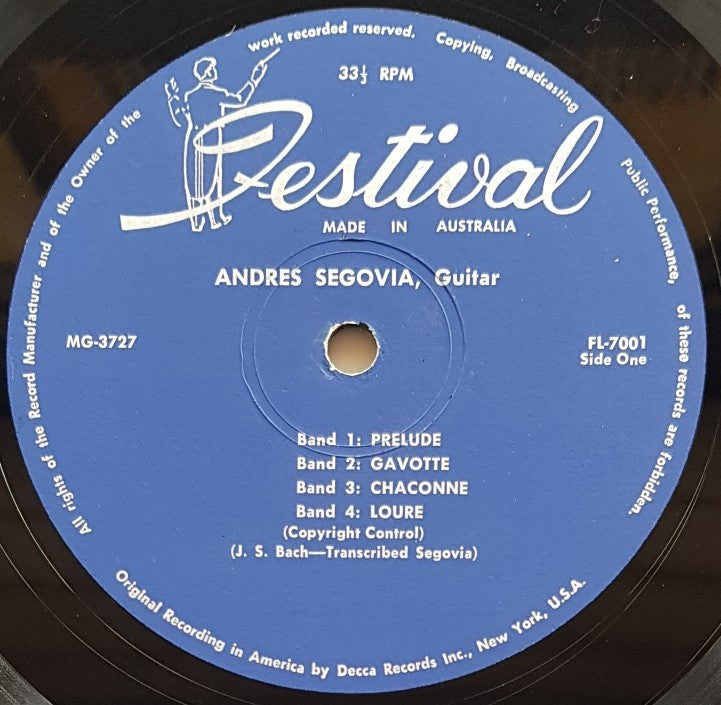 All rights of the Record Manufacturer and of the Owner of the work recorded reserved. Copying, Broadcasting Public Performance, of these records are forbidden.
33⅓ RPM
Festival
MADE IN AUSTRALIA
ANDRES SEGOVIA, Guitar
MG-3727
FL-7001
Side One
Band 1: PRELUDE
Band 2: GAVOTTE
Band 3: CHACONNE
Band 4: LOURE
(Copyright Control)
(J. S. Bach—Transcribed Segovia)
Original Recording in America by Decca Records Inc., New York, U.S.A.